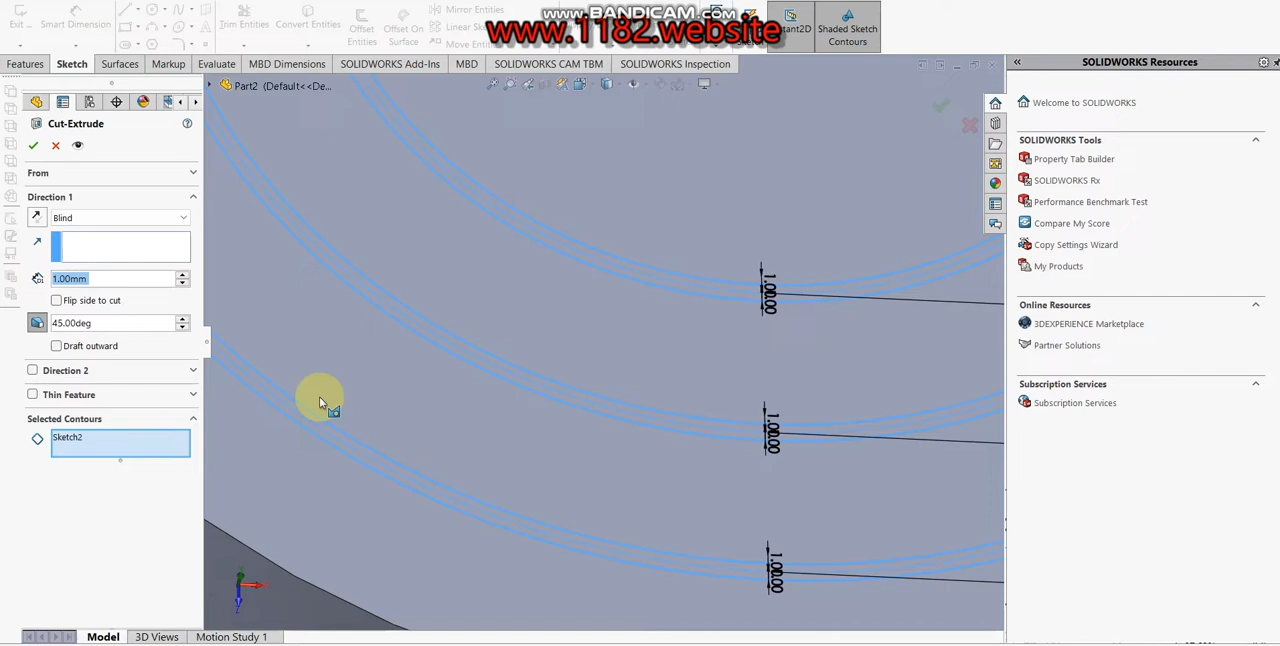 www.BANDICAM.com
www.1182.website
Smart Dimension
Trim Entities
Convert Entities
Offset
Entities
Offset On
Surface
Mirror Entities
Linear
Move Entities
Shaded Sketch
Contours
Features
Sketch
Surfaces
Markup
Evaluate
MBD Dimensions
SOLIDWORKS Add-Ins
MBD
SOLIDWORKS CAM TBM
SOLIDWORKS Inspection
Part2 (Default<<De...
Cut-Extrude
From
Direction 1
Blind
1.00mm
Flip side to cut
45.00deg
Draft outward
Direction 2
Thin Feature
Selected Contours
Sketch2
SOLIDWORKS Resources
Welcome to SOLIDWORKS
SOLIDWORKS Tools
Property Tab Builder
SOLIDWORKS Rx
Performance Benchmark Test
Compare My Score
Copy Settings Wizard
My Products
Online Resources
3DEXPERIENCE Marketplace
Partner Solutions
Subscription Services
Subscription Services
Model
3D Views
Motion Study 1